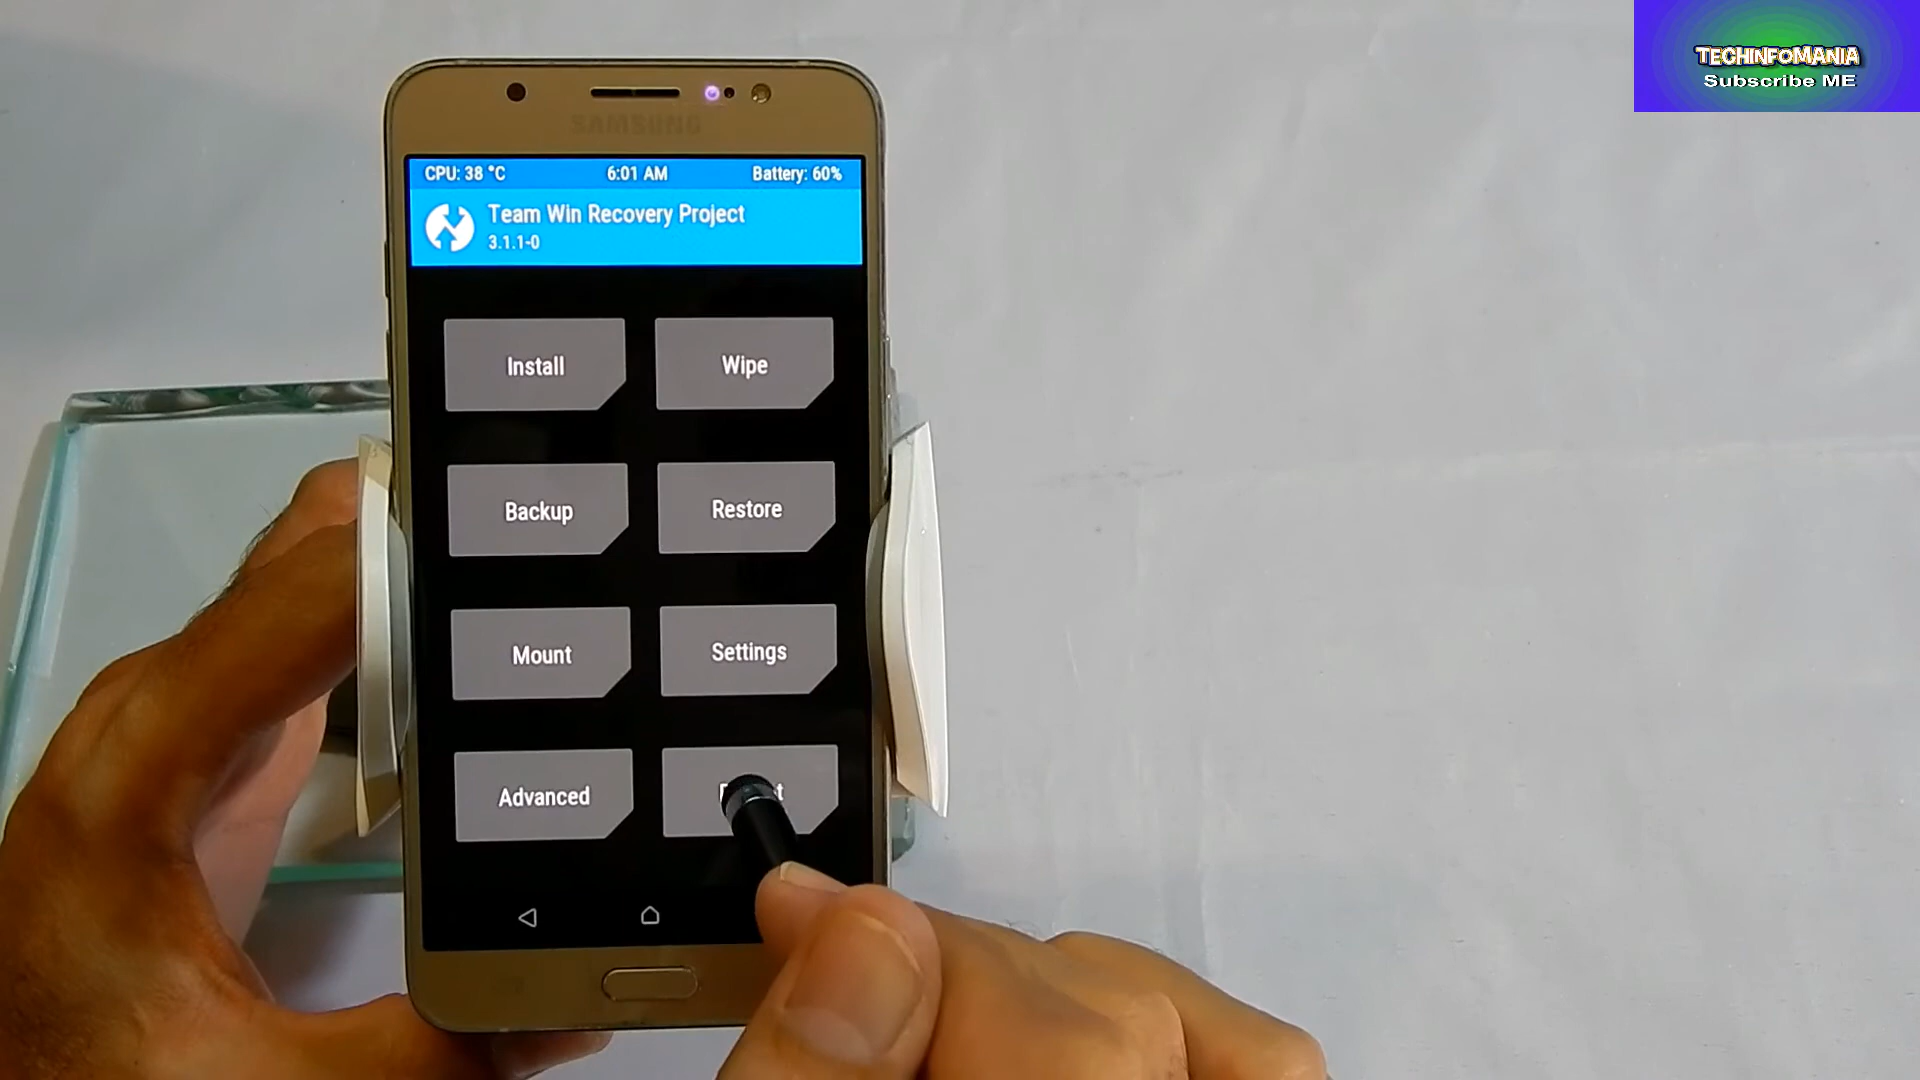 TECHINFOMANIA
Subscribe ME
SAMSUNG
CPU: 38 °C 6:01 AM Battery: 60%
Team Win Recovery Project
3.1.1-0
Install Wipe
Backup Restore
Mount Settings
Advanced